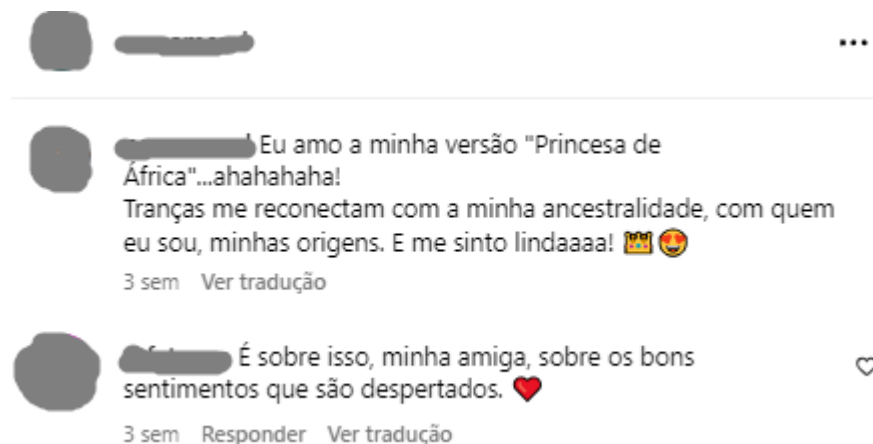 Eu amo a minha versão "Princesa de
África"...ahahahaha!
Tranças me reconectam com a minha ancestralidade, com quem
eu sou, minhas origens. E me sinto lindaaaa! 👑😍
3 sem Ver tradução
É sobre isso, minha amiga, sobre os bons
sentimentos que são despertados. ❤️
3 sem Responder Ver tradução